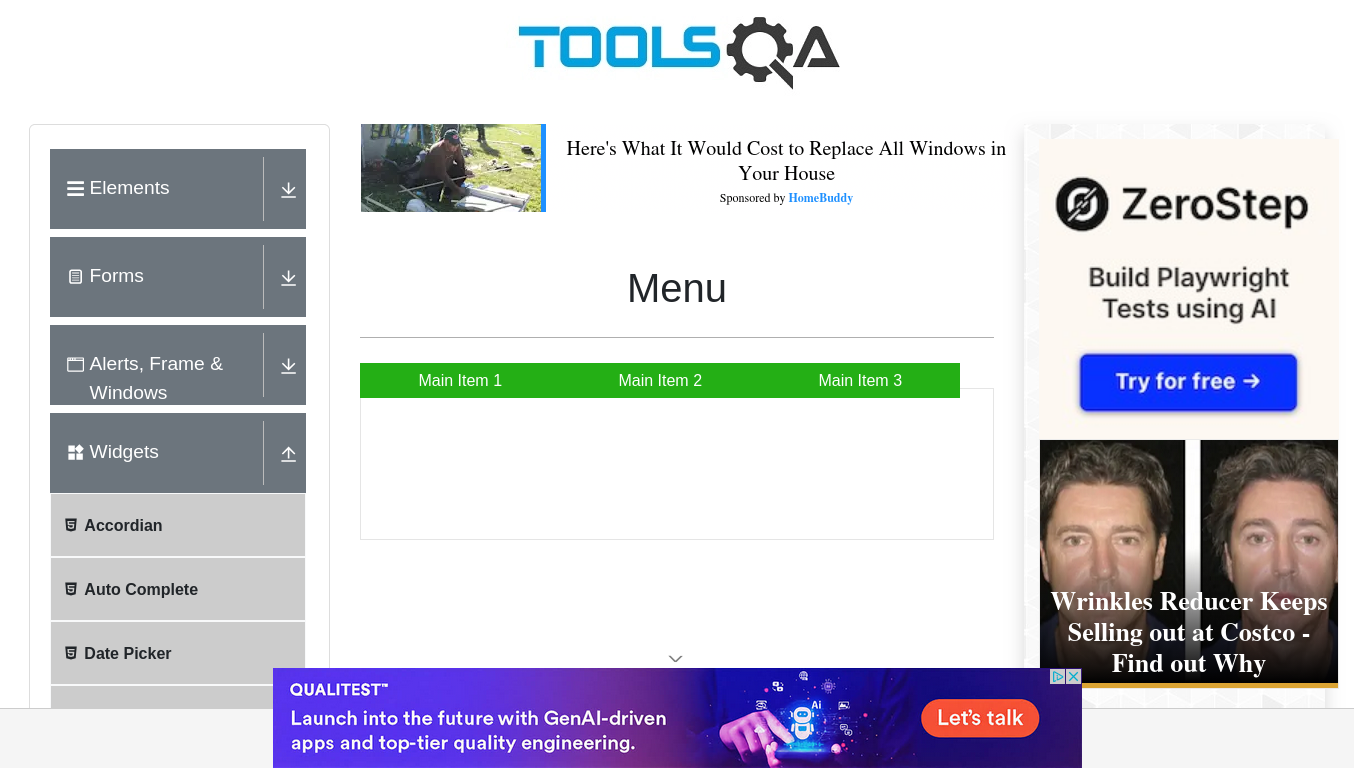 TOOLSQA
Elements
Forms
Alerts, Frame &
Windows
Widgets
Accordian
Auto Complete
Date Picker
Here's What It Would Cost to Replace All Windows in
Your House
Sponsored by HomeBuddy
Menu
Main Item 1
Main Item 2
Main Item 3
ZeroStep
Build Playwright
Tests using AI
Try for free →
Wrinkles Reducer Keeps
Selling out at Costco -
Find out Why
QUALITEST™
Launch into the future with GenAI-driven
apps and top-tier quality engineering.
Ai
Let's talk